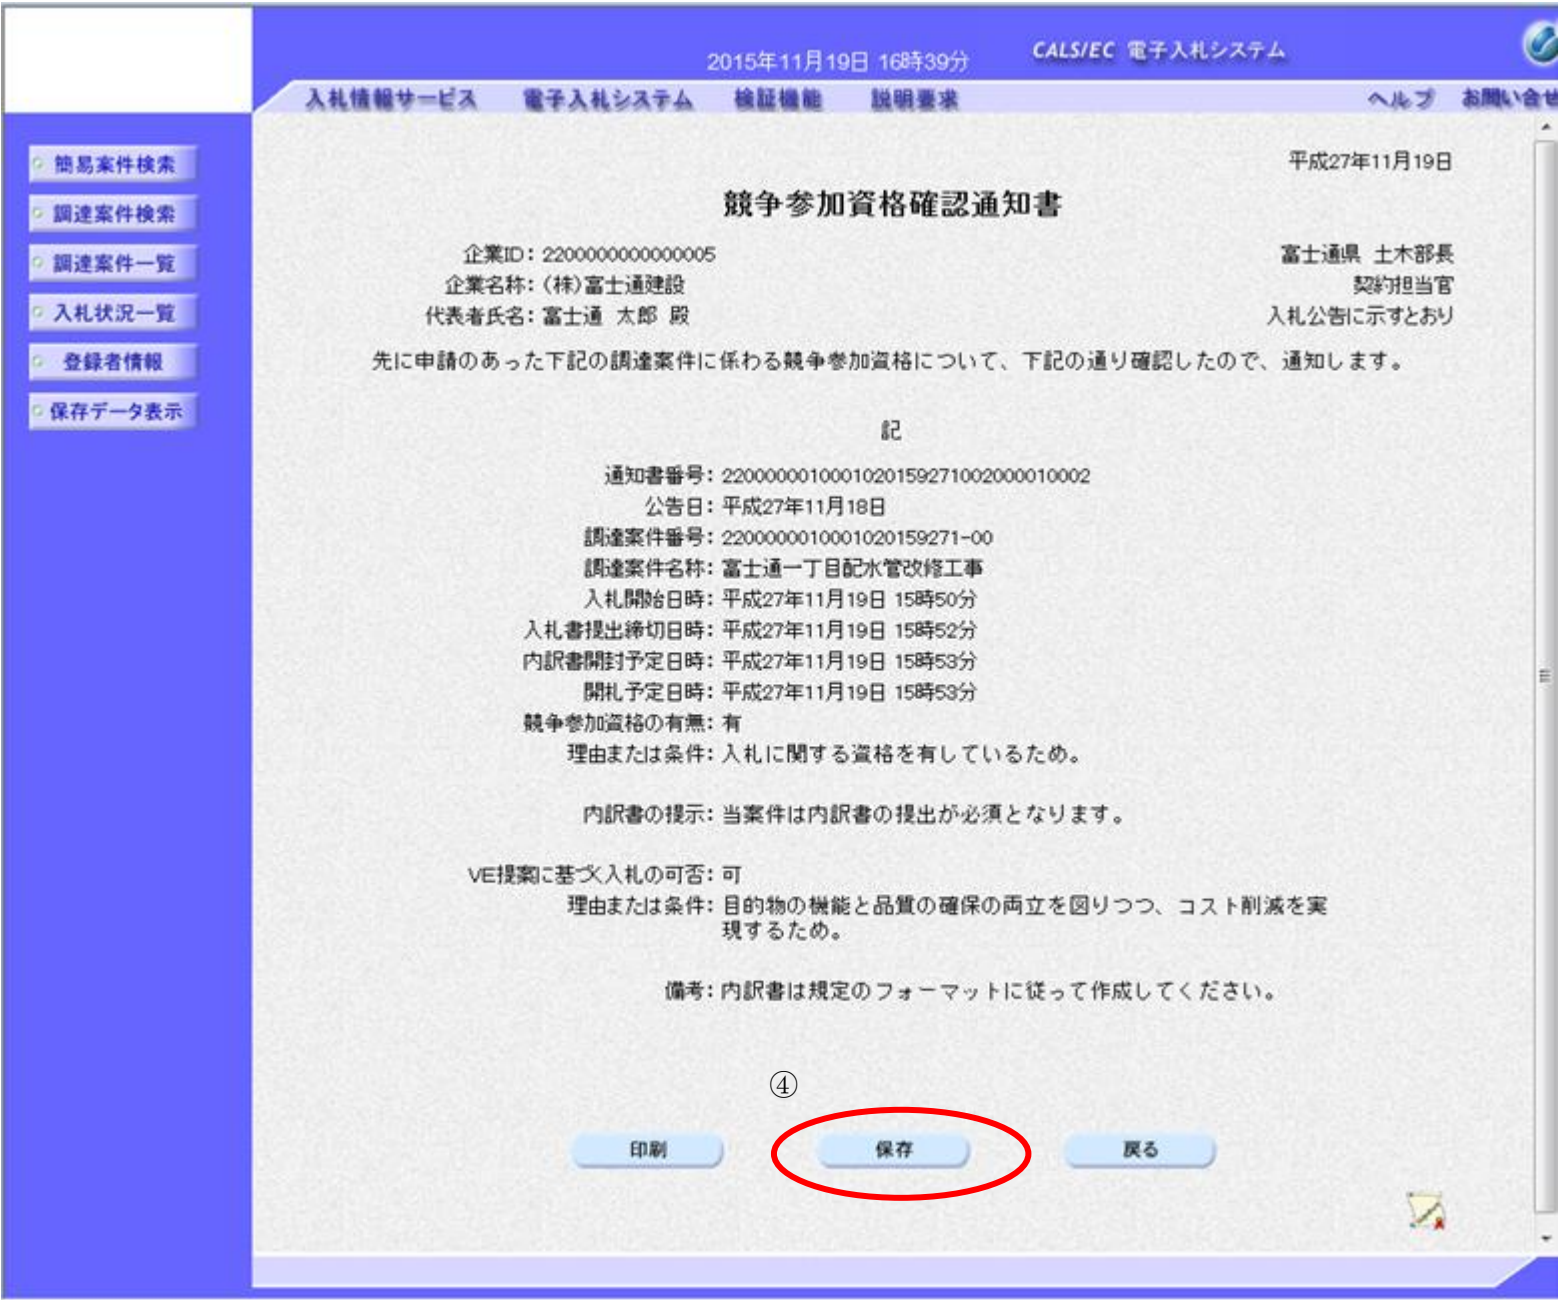 2015年11月19日 16時39分
CALS/EC 電子入札システム
入札情報サービス 電子入札システム 検証機能 説明要求 ヘルプ お問い合せ
簡易案件検索
調達案件検索
調達案件一覧
入札状況一覧
登録者情報
保存データ表示
平成27年11月19日
競争参加資格確認通知書
企業ID：2200000000000005
企業名称：（株）富士通建設
代表者氏名：富士通 太郎 殿
富士通県 土木部長
契約担当官
入札公告に示すとおり
先に申請のあった下記の調達案件に係わる競争参加資格について、下記の通り確認したので、通知します。
記
通知書番号：2200000010001020159271002000010002
公告日：平成27年11月18日
調達案件番号：2200000010001020159271-00
調達案件名称：富士通一丁目配水管改修工事
入札開始日時：平成27年11月19日 15時50分
入札書提出締切日時：平成27年11月19日 15時52分
内訳書開封予定日時：平成27年11月19日 15時53分
開札予定日時：平成27年11月19日 15時53分
競争参加資格の有無：有
理由または条件：入札に関する資格を有しているため。
内訳書の提示：当案件は内訳書の提出が必須となります。
VE提案に基づく入札の可否：可
理由または条件：目的物の機能と品質の確保の両立を図りつつ、コスト削減を実
現するため。
備考：内訳書は規定のフォーマットに従って作成してください。
④
印刷 保存 戻る